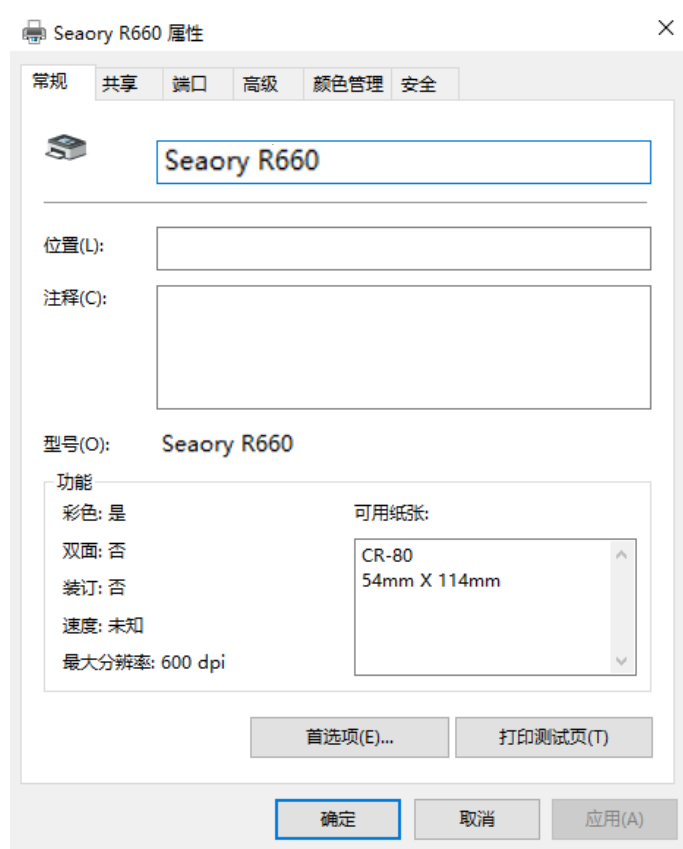 Seaory R660 属性
常规 共享 端口 高级 颜色管理 安全
Seaory R660
位置(L):
注释(C):
型号(O): Seaory R660
功能
彩色: 是
双面: 否
装订: 否
速度: 未知
最大分辨率: 600 dpi
可用纸张:
CR-80
54mm X 114mm
首选项(E)... 打印测试页(T)
确定 取消 应用(A)